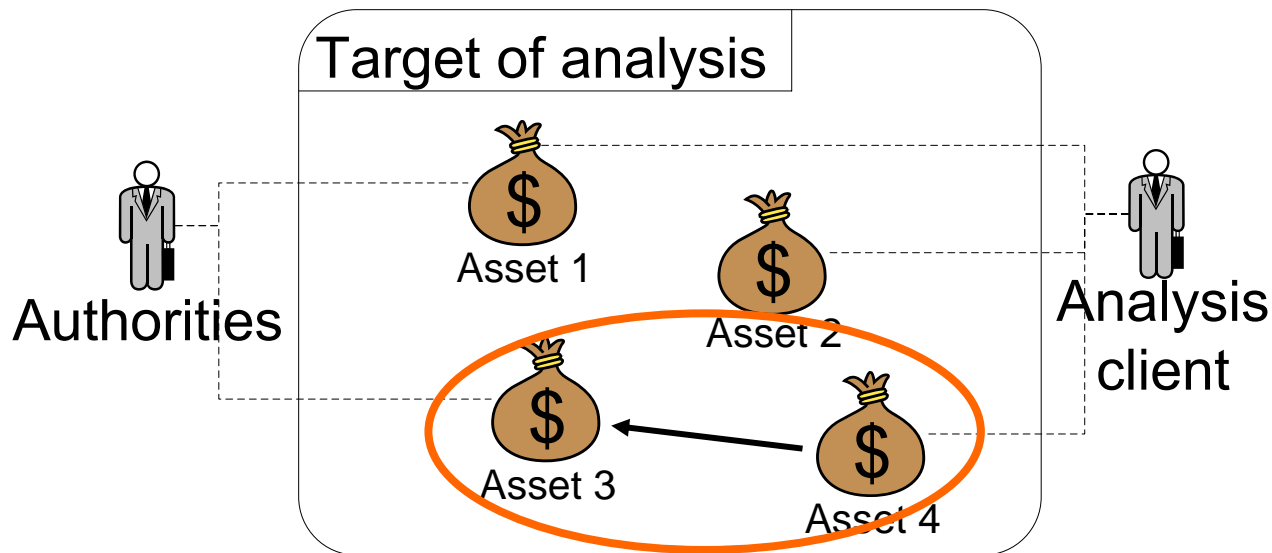 Target of analysis
$
Asset 1
$
Asset 2
Authorities
Analysis
client
$
Asset 3
$
Asset 4